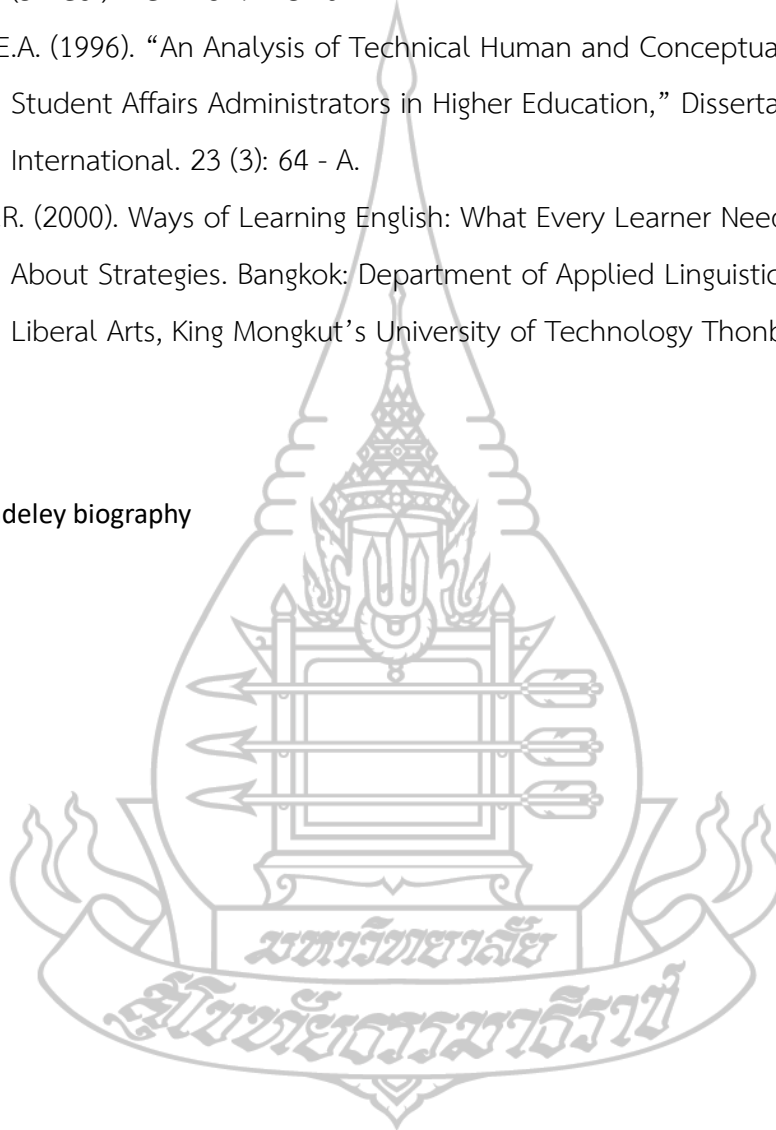 E.A. (1996). “An Analysis of Technical Human and Conceptua
Student Affairs Administrators in Higher Education,” Disserta
International. 23 (3): 64 - A.
R. (2000). Ways of Learning English: What Every Learner Need
About Strategies. Bangkok: Department of Applied Linguistic
Liberal Arts, King Mongkut’s University of Technology Thonb
deley biography
มหาวิทยาลัย
สุโขทัยธรรมาธิราช